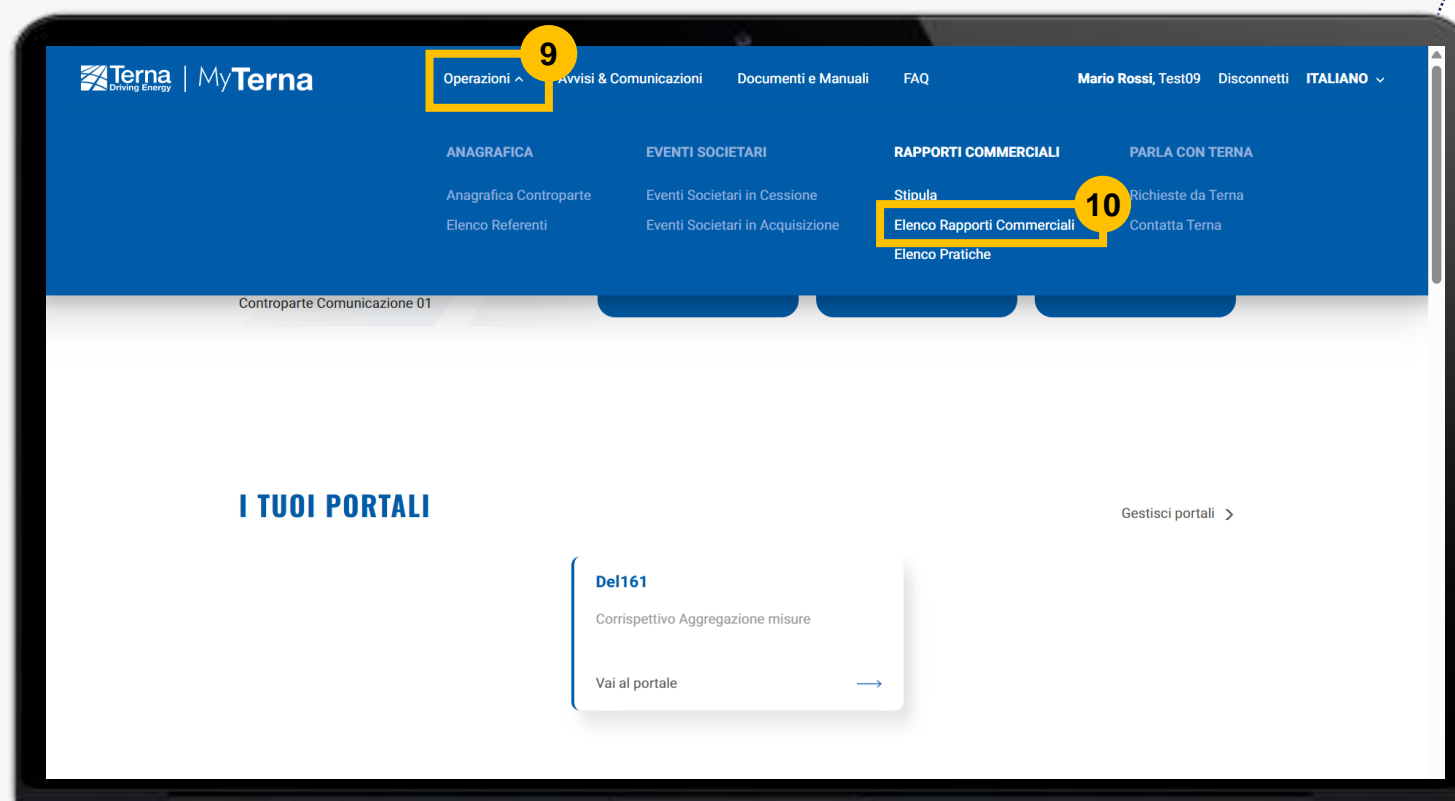 9
Terna
Driving Energy
MyTerna
Operazioni
Avvisi & Comunicazioni
Documenti e Manuali
FAQ
Mario Rossi, Test09
Disconnetti
ITALIANO
ANAGRAFICA
Anagrafica Controparte
Elenco Referenti
EVENTI SOCIETARI
Eventi Societari in Cessione
Eventi Societari in Acquisizione
RAPPORTI COMMERCIALI
Stipula
10
Elenco Rapporti Commerciali
Elenco Pratiche
PARLA CON TERNA
Richieste da Terna
Contatta Terna
Controparte Comunicazione 01
I TUOI PORTALI
Gestisci portali
Del161
Corrispettivo Aggregazione misure
Vai al portale